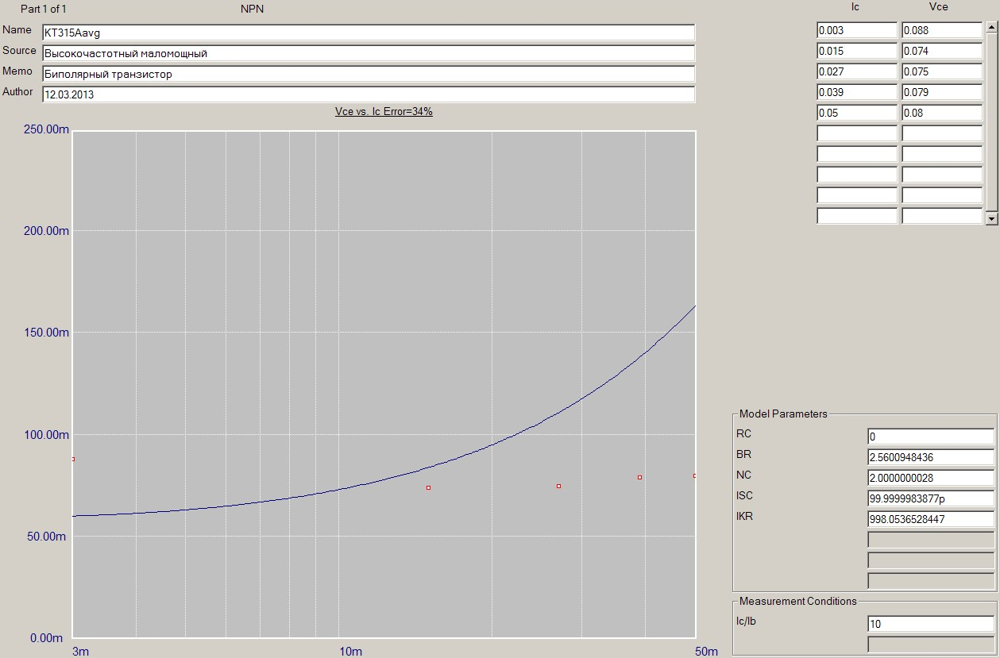 Part 1 of 1 NPN
Ic Vce
Name KT315Aavg
Source Высокочастотный маломощный
Memo Биполярный транзистор
Author 12.03.2013
0.003 0.088
0.015 0.074
0.027 0.075
0.039 0.079
0.05 0.08
Vce vs. Ic Error=34%
250.00m
200.00m
150.00m
100.00m
50.00m
0.00m
3m 10m 50m
Model Parameters
RC 0
BR 2.5600948436
NC 2.0000000028
ISC 99.9999983877p
IKR 998.0536528447
Measurement Conditions
Ic/Ib 10